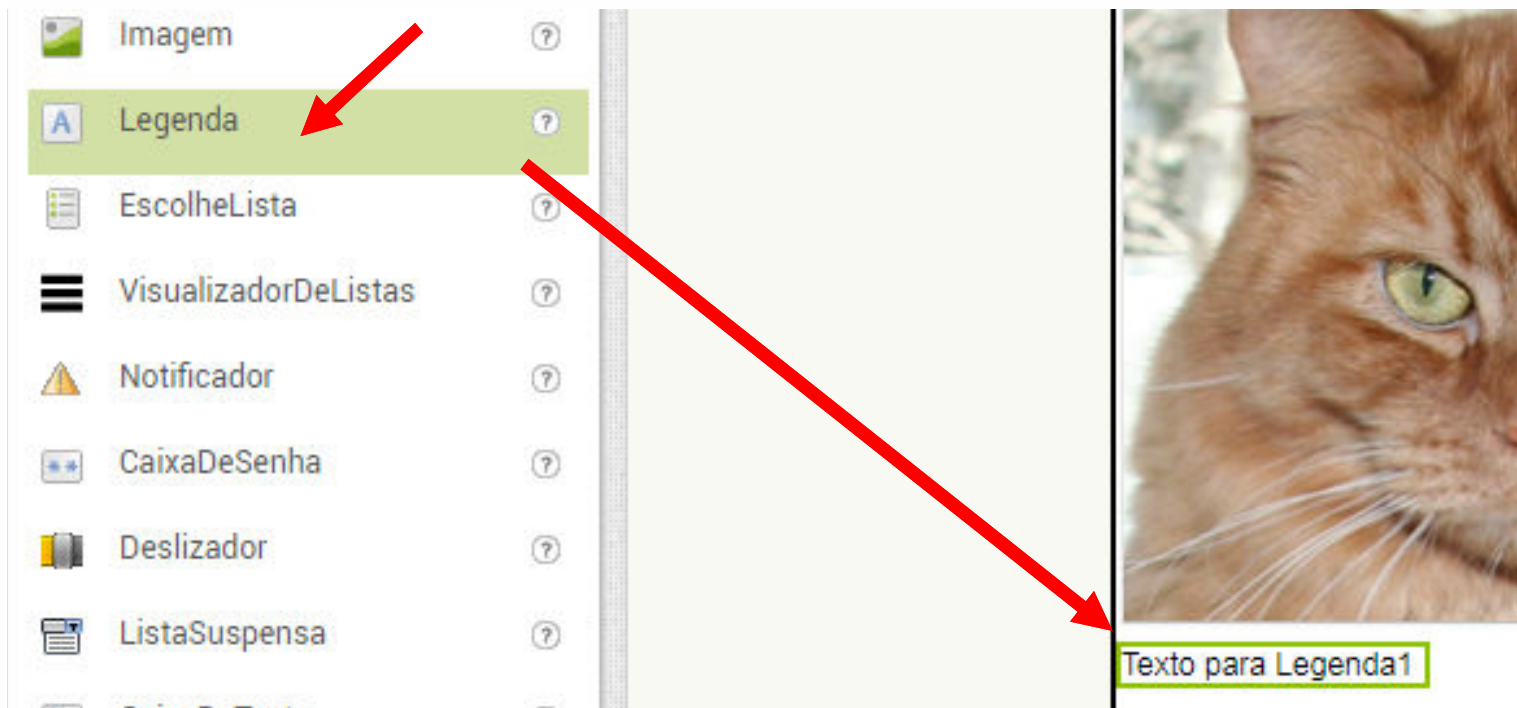 Imagem
Legenda
EscolheLista
VisualizadorDeListas
Notificador
CaixaDeSenha
Deslizador
ListaSuspensa
Texto para Legenda1